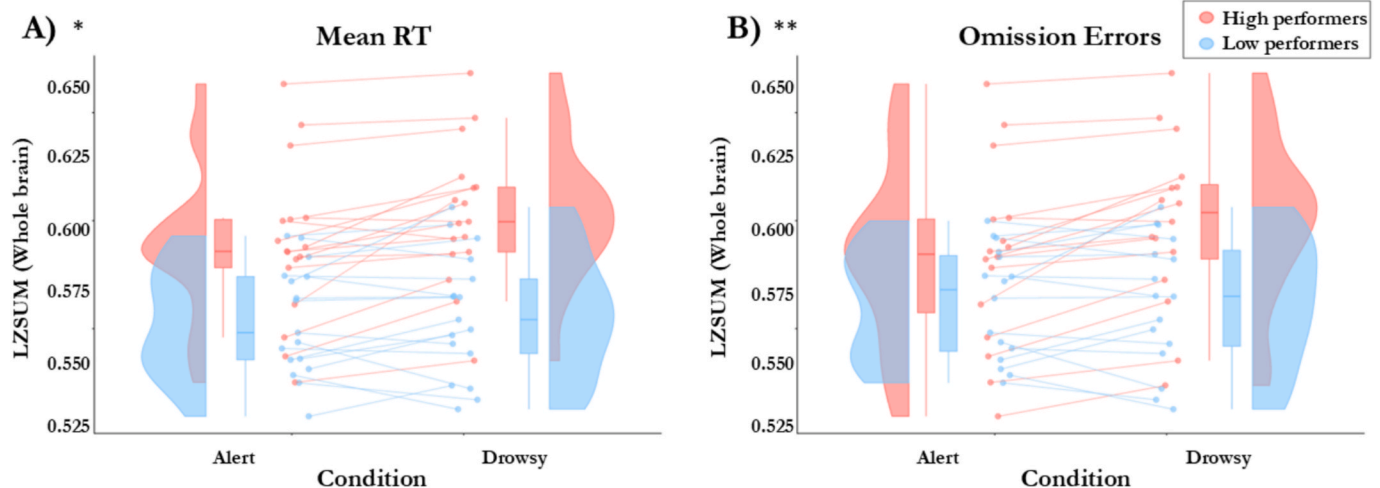 A) *
Mean RT
LZSUM (Whole brain)
0.650
0.625
0.600
0.575
0.550
0.525
Alert
Drowsy
Condition
B) **
Omission Errors
High performers
Low performers
LZSUM (Whole brain)
0.650
0.625
0.600
0.575
0.550
0.525
Alert
Drowsy
Condition